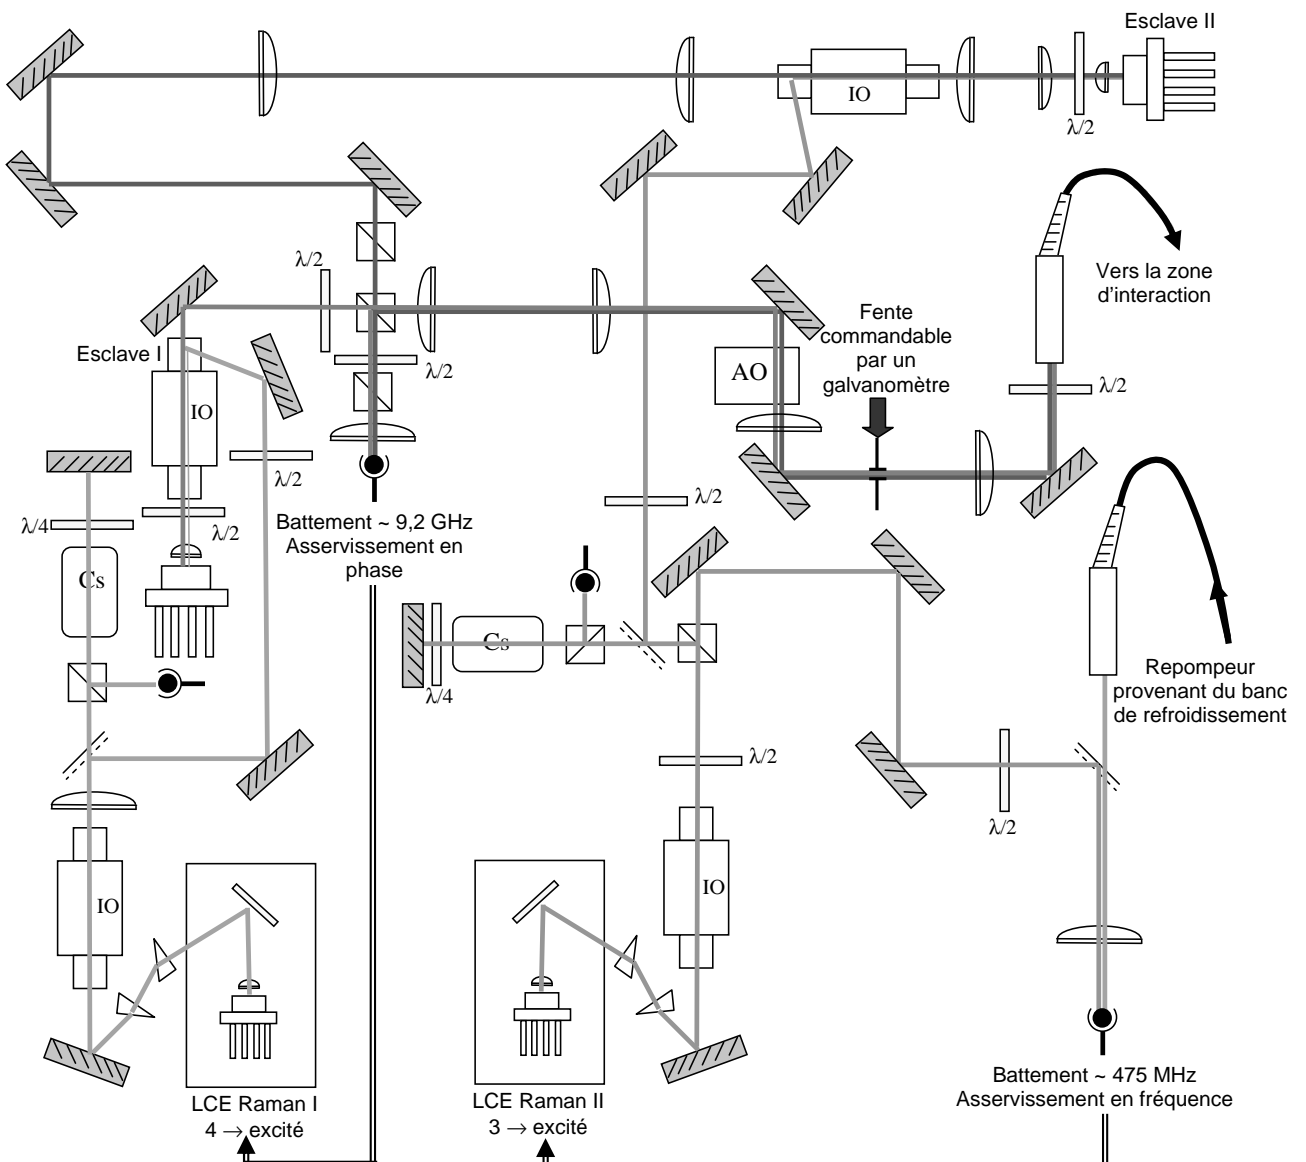 Esclave II
IO
λ/2
λ/2
Vers la zone
d'interaction
Fente
commandable
par un
galvanomètre
Esclave I
λ/2
AO
λ/2
IO
λ/2
λ/4
λ/2
λ/2
Battement ~ 9,2 GHz
Asservissement en
phase
Cs
Cs
λ/4
Repompeur
provenant du banc
de refroidissement
λ/2
λ/2
IO
IO
Battement ~ 475 MHz
Asservissement en fréquence
LCE Raman I
4 → excité
LCE Raman II
3 → excité